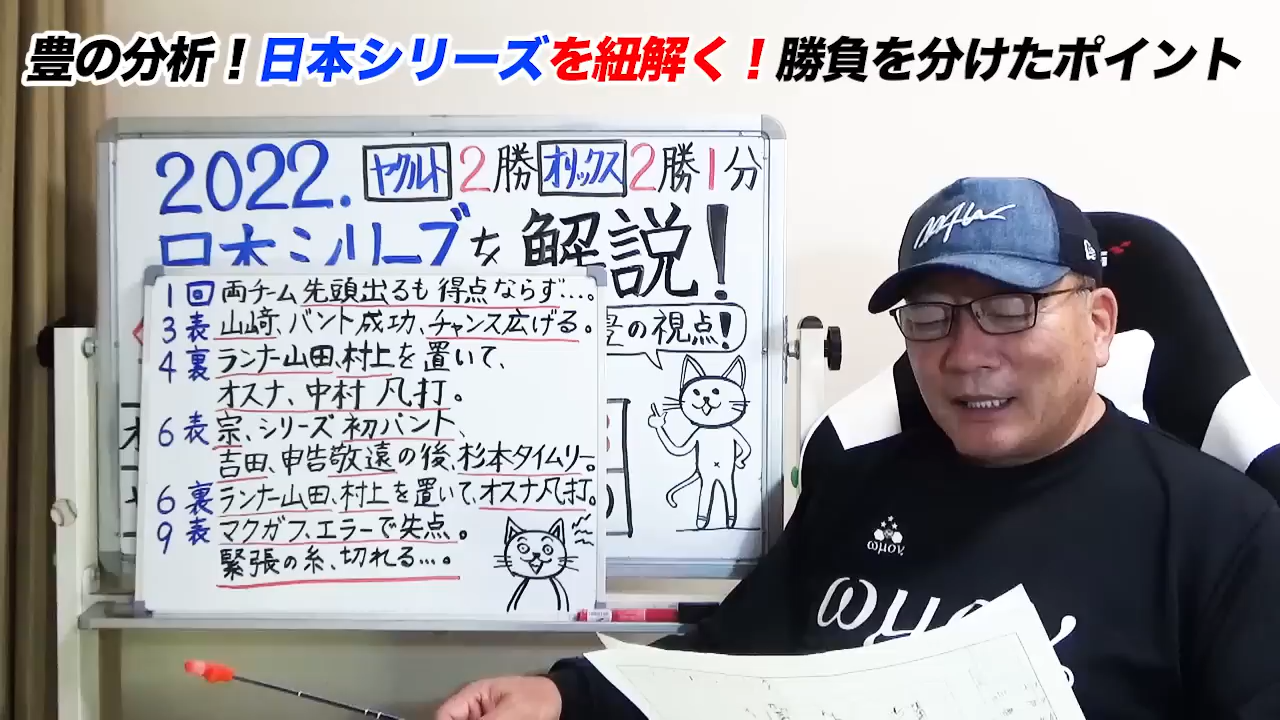 豊の分析！日本シリーズを紐解く！勝負を分けたポイント
2022. ヤクルト 2勝 オリックス 2勝1分
日本シリーズを解説！
豊の視点！
1回 両チーム先頭出るも得点ならず…。
3表 山﨑、バント成功、チャンス広げる。
4裏 ランナー山田、村上を置いて、
オスナ、中村凡打。
6表 宗、シリーズ初バント、
吉田、申告敬遠の後、杉本タイムリー。
6裏 ランナー山田、村上を置いて、オスナ凡打。
9表 マクガフ、エラーで失点。
緊張の糸、切れる…。
ωμον.
ωμον